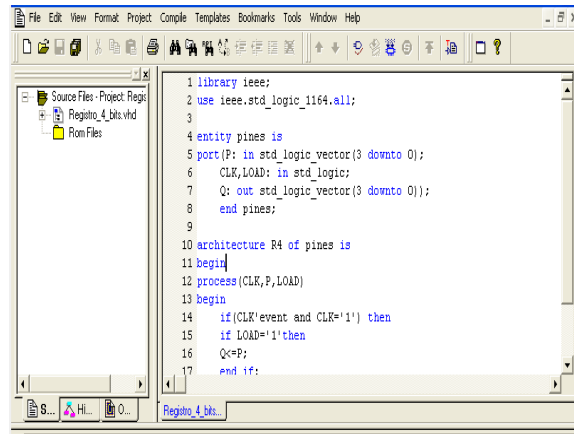 File Edit View Format Project Compile Templates Bookmarks Tools Window Help
Source Files - Project: Regis
Registro_4_bits.vhd
Rom Files
1 library ieee;
2 use ieee.std_logic_1164.all;
3
4 entity pines is
5 port(P: in std_logic_vector(3 downto 0);
6 CLK,LOAD: in std_logic;
7 Q: out std_logic_vector(3 downto 0));
8 end pines;
9
10 architecture R4 of pines is
11 begin
12 process(CLK,P,LOAD)
13 begin
14 if(CLK'event and CLK='1') then
15 if LOAD='1'then
16 Q<=P;
17 end if;
S... Hi... O...
Registro_4_bits...